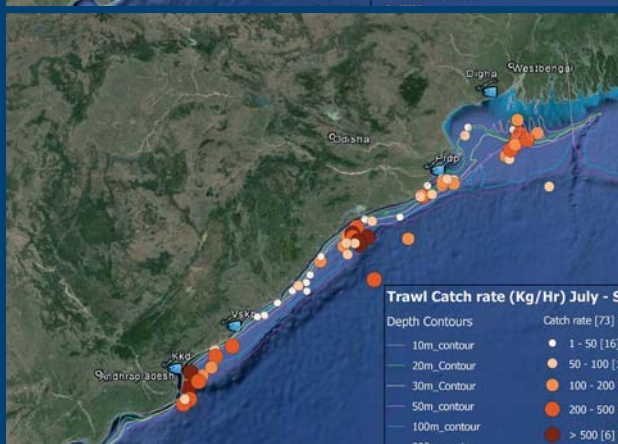 Digha
Westbengal
Odisha
Prdp
Trawl Catch rate (Kg/Hr) July - S
Depth Contours
Catch rate [73]
10m_contour
1 - 50 [16]
20m_contour
50 - 100 [
30m_contour
100 - 200
50m_contour
200 - 500
100m_contour
> 500 [6]
Vskp
Kkd
Andhrapladesh